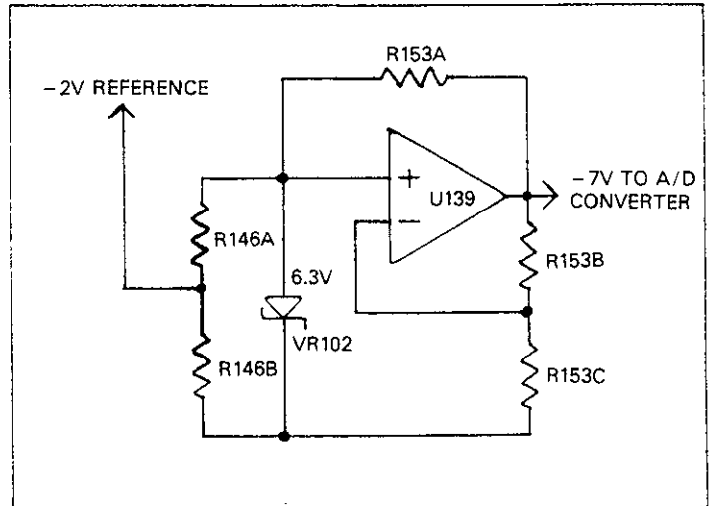 R153A
−2V REFERENCE
+
U139
−
−7V TO A/D
CONVERTER
R146A
R153B
6.3V
VR102
R146B
R153C